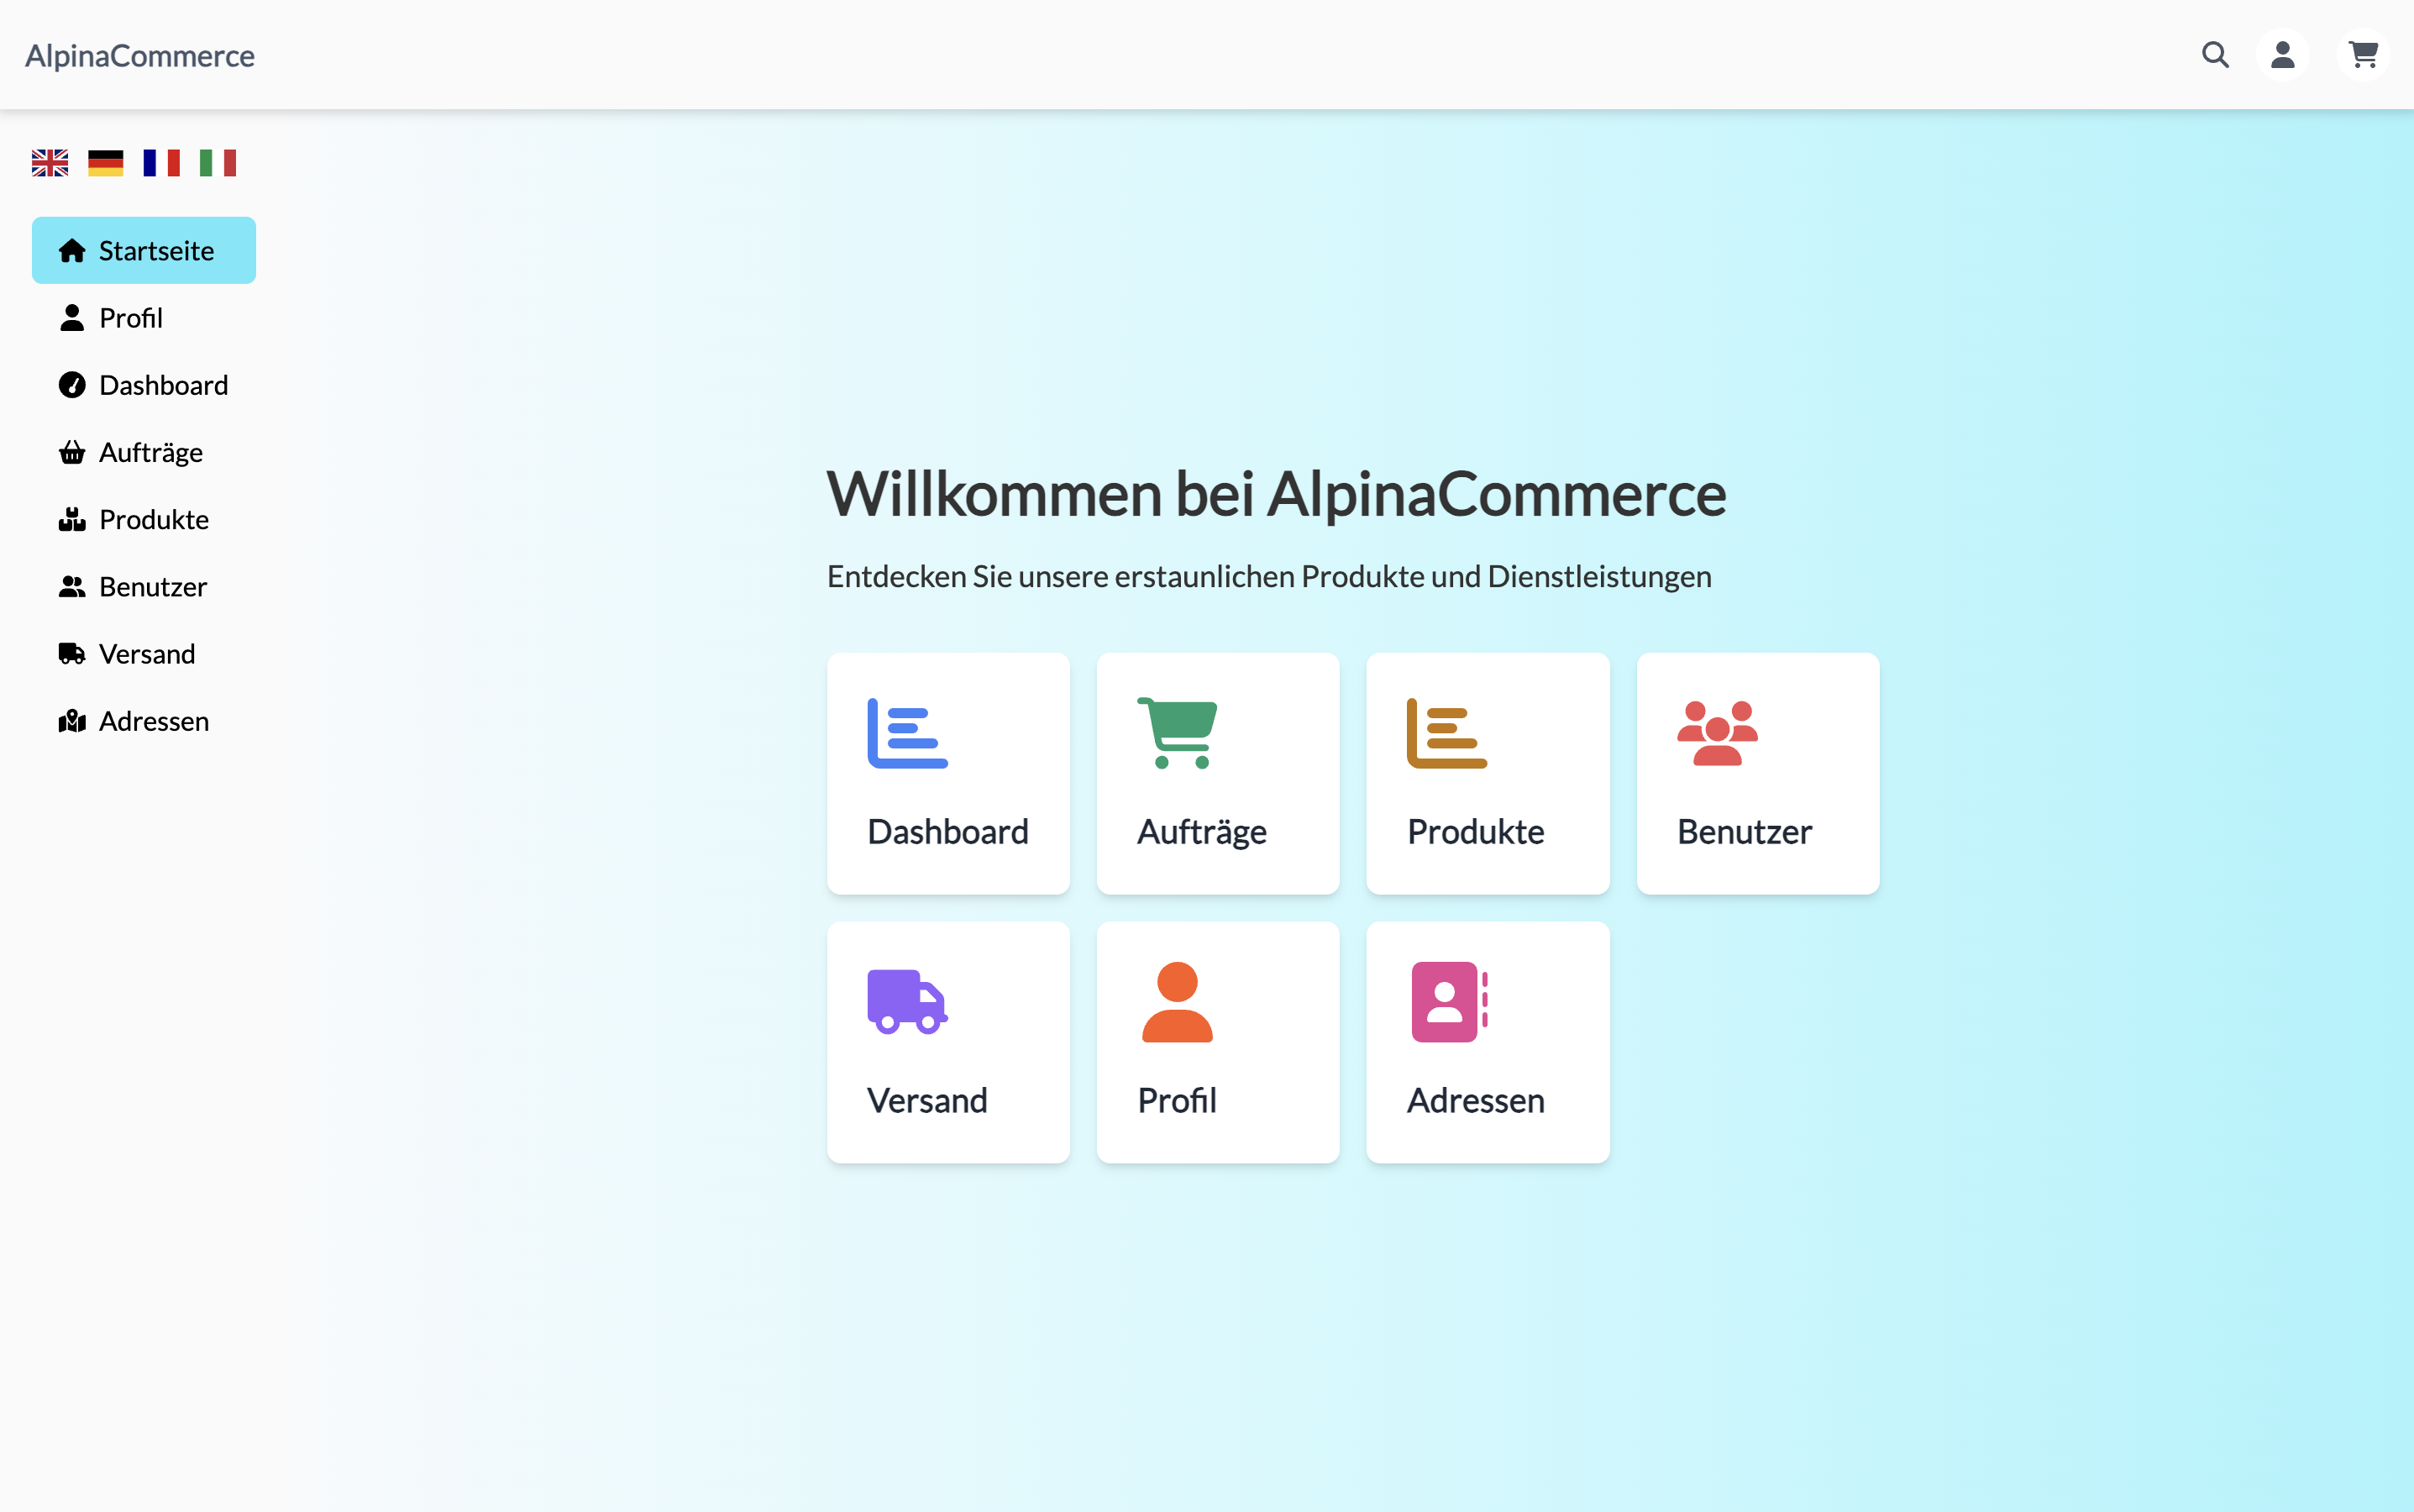 AlpinaCommerce
Startseite
Profil
Dashboard
Aufträge
Produkte
Benutzer
Versand
Adressen
Willkommen bei AlpinaCommerce
Entdecken Sie unsere erstaunlichen Produkte und Dienstleistungen
Dashboard
Aufträge
Produkte
Benutzer
Versand
Profil
Adressen